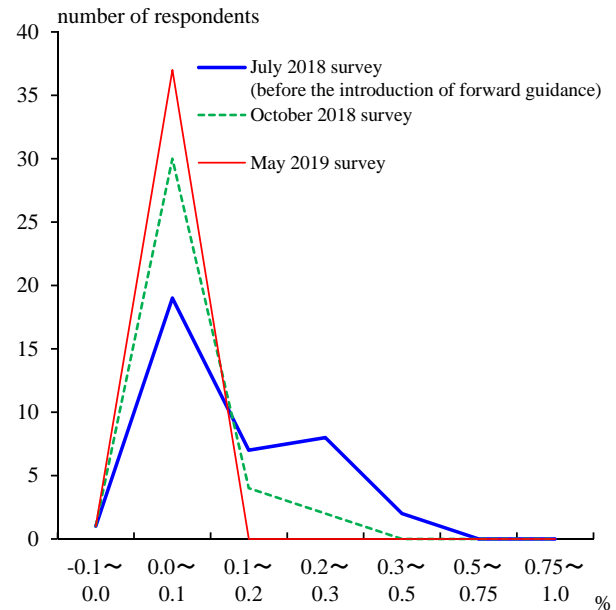 number of respondents
40
35
30
25
20
15
10
5
0
July 2018 survey
(before the introduction of forward guidance)
October 2018 survey
May 2019 survey
-0.1～ 0.0～ 0.1～ 0.2～ 0.3～ 0.5～ 0.75～
0.0 0.1 0.2 0.3 0.5 0.75 1.0 %